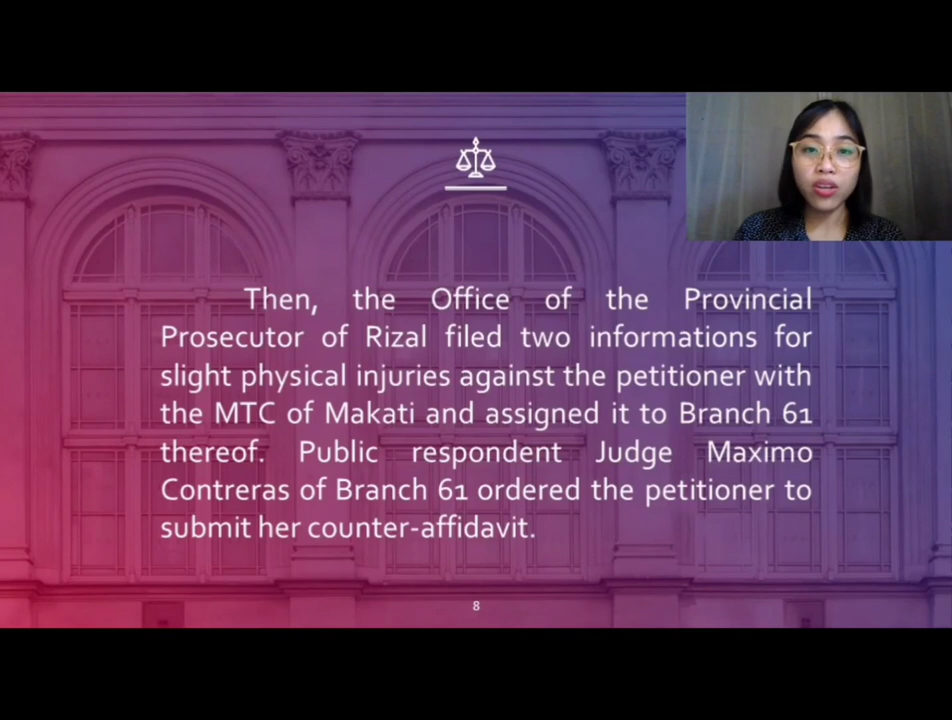 Then, the Office of the Provincial
Prosecutor of Rizal filed two informations for
slight physical injuries against the petitioner with
the MTC of Makati and assigned it to Branch 61
thereof. Public respondent Judge Maximo
Contreras of Branch 61 ordered the petitioner to
submit her counter-affidavit.
8